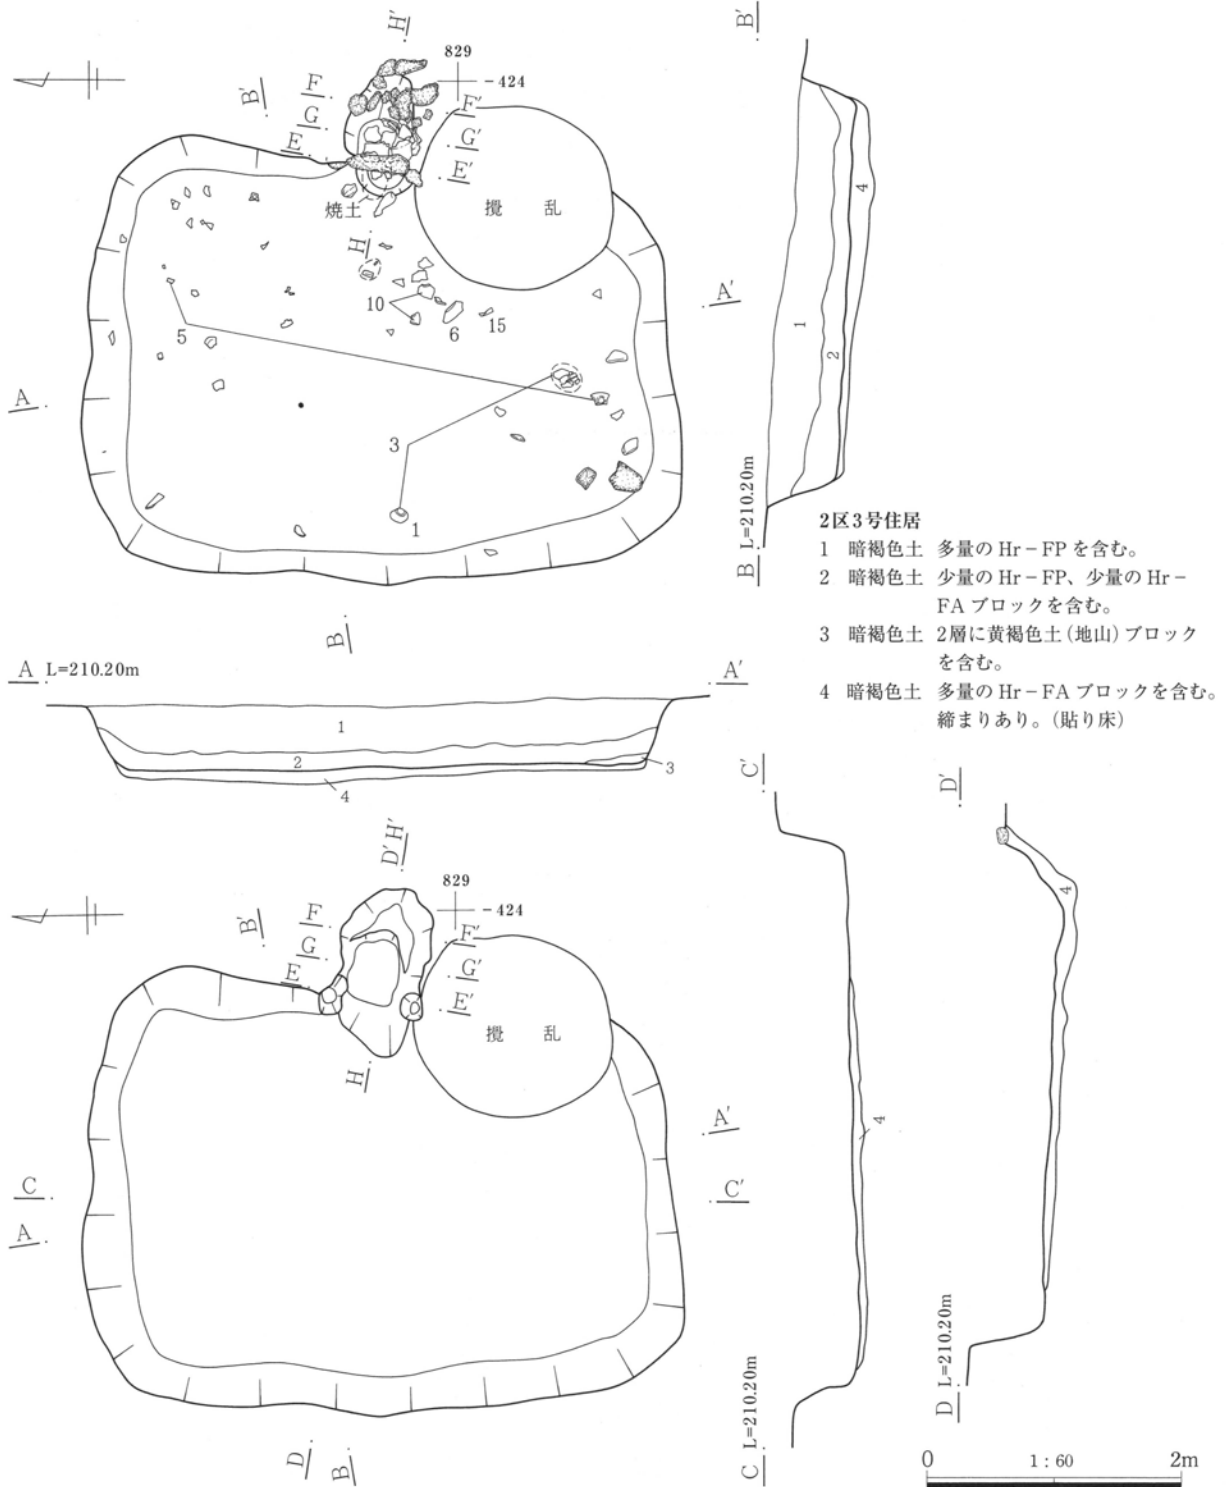 H'
829
-424
F
B'
F'
G
G'
E
E'
焼土
攪 乱
H
A'
10
5
6
15
A
3
1
B
B'
4
1
2
B L=210.20m
2区3号住居
1 暗褐色土 多量の Hr-FP を含む。
2 暗褐色土 少量の Hr-FP、少量の Hr-
FA ブロックを含む。
3 暗褐色土 2層に黄褐色土(地山)ブロック
を含む。
4 暗褐色土 多量の Hr-FA ブロックを含む。
締まりあり。(貼り床)
A L=210.20m
A'
1
2
3
4
D' H'
829
-424
F
B'
F'
G
G'
E
E'
攪 乱
H
A'
C
C'
A
D
B
C'
4
C L=210.20m
D'
4
D L=210.20m
0
1:60
2m